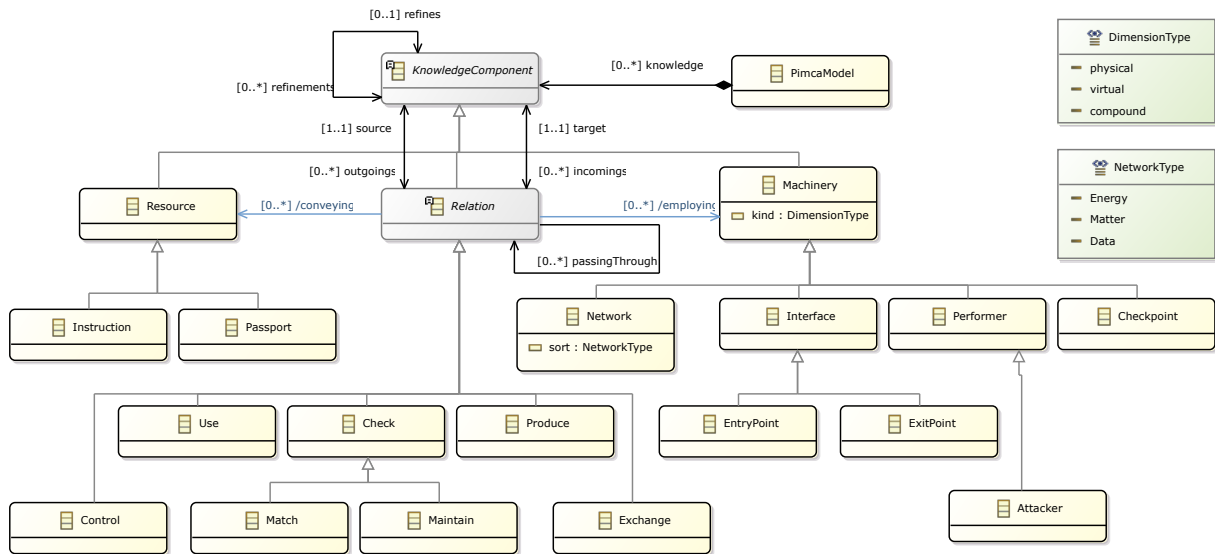 [0..1] refines
KnowledgeComponent
[0..*] refinements
[0..*] knowledge
PimcaModel
DimensionType
physical
virtual
compound
[1..1] source
[1..1] target
[0..*] outgoings
[0..*] incomings
NetworkType
Energy
Matter
Data
Resource
[0..*] /conveying
Relation
[0..*] /employing
Machinery
kind : DimensionType
[0..*] passingThrough
Instruction
Passport
Network
sort : NetworkType
Interface
Performer
Checkpoint
Use
Check
Produce
EntryPoint
ExitPoint
Control
Match
Maintain
Exchange
Attacker